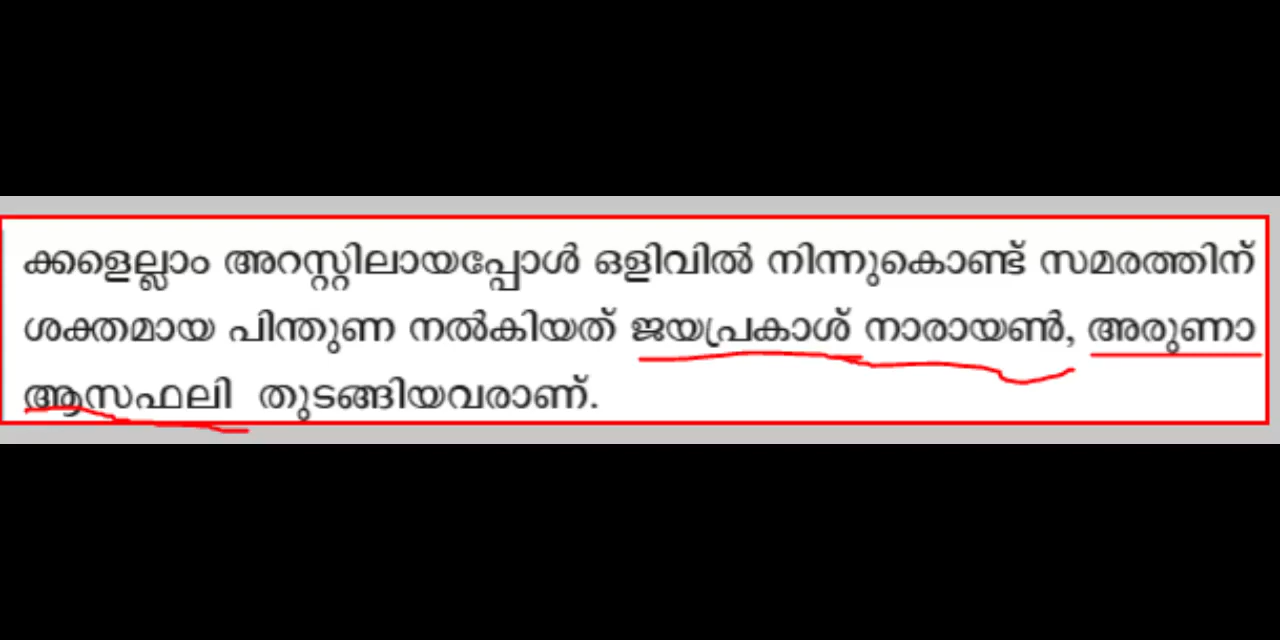 ക്കളെല്ലാം അറസ്റ്റിലായപ്പോൾ ഒളിവിൽ നിന്നുകൊണ്ട് സമരത്തിന്
ശക്തമായ പിന്തുണ നൽകിയത് ജയപ്രകാശ് നാരായൺ, അരുണാ
ആസഫലി തുടങ്ങിയവരാണ്.